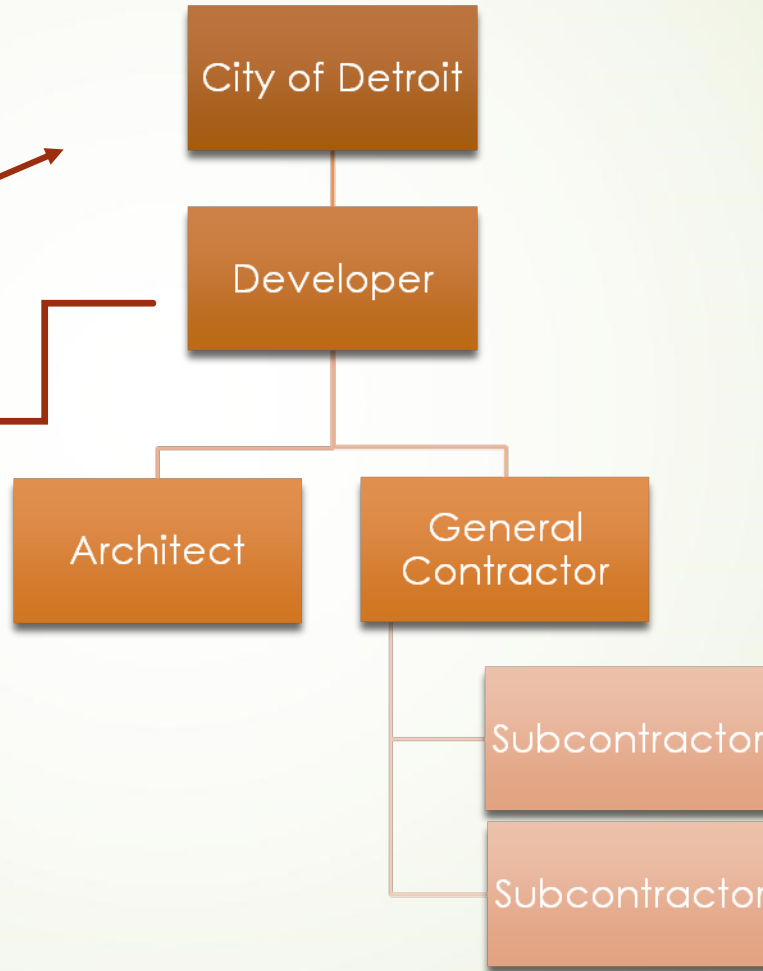 City of Detroit
Developer
Architect
General
Contractor
Subcontractor
Subcontractor